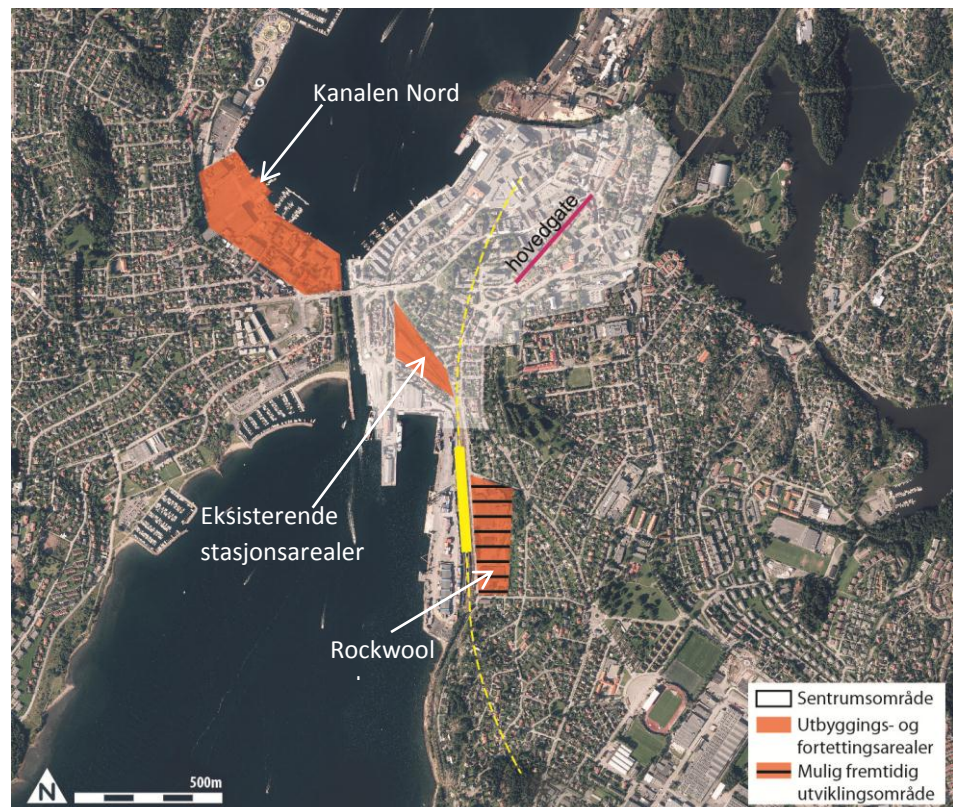 Kanalen Nord
hovedgate
Eksisterende
stasjonsarealer
Rockwool
Sentrumsområde
Utbyggings- og
fortettingsarealer
Mulig fremtidig
utviklingsområde
N
500m